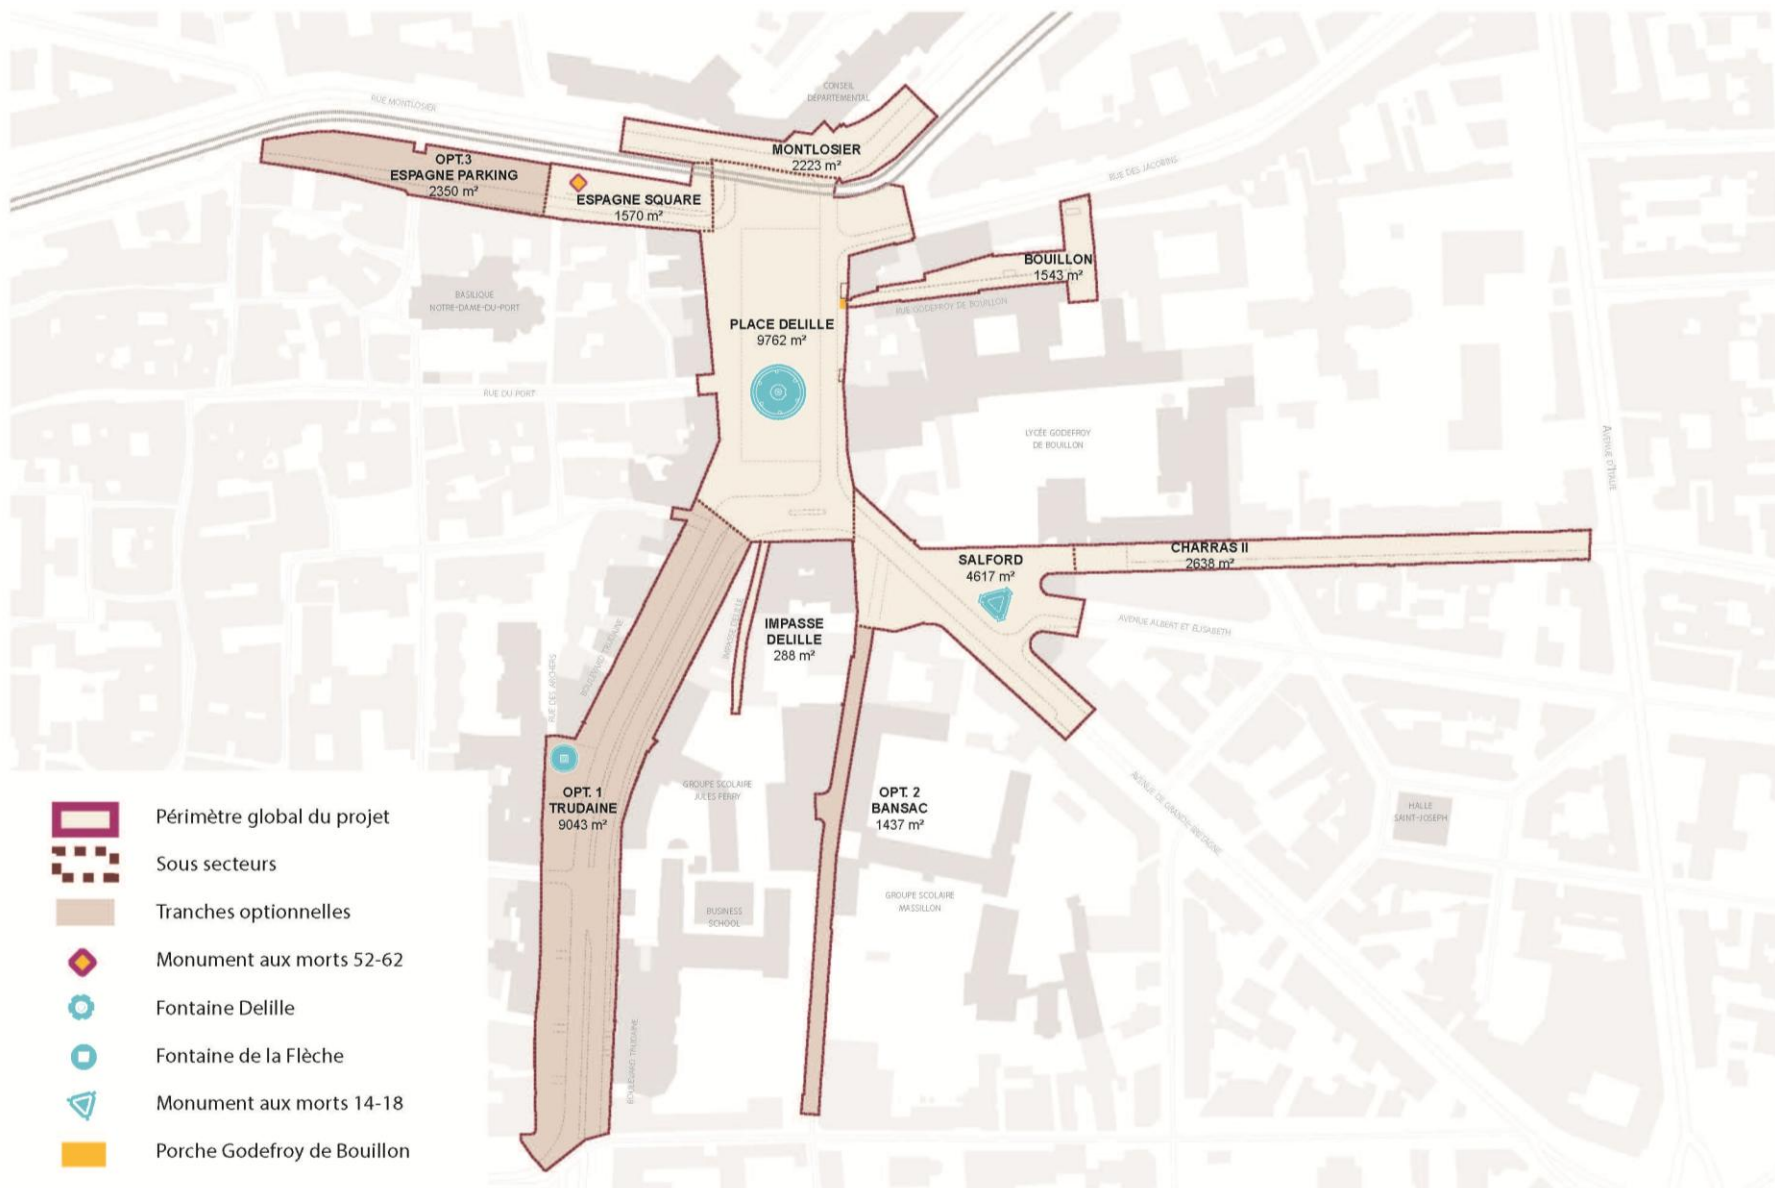 CONSEIL
DÉPARTEMENTAL
RUE MONTLOSIER
MONTLOSIER
2223 m²
OPT.3
ESPAGNE PARKING
2350 m²
RUE DES JACOBINS
ESPAGNE SQUARE
1570 m²
BOUILLON
1543 m²
BASILIQUE
NOTRE-DAME-DU-PORT
RUE GODEFROY DE BOUILLON
PLACE DELILLE
9762 m²
RUE DU PORT
LYCÉE GODEFROY
DE BOUILLON
AVENUE D'ITALIE
SALFORD
4617 m²
CHARRAS II
2638 m²
IMPASSE DELILLE
IMPASSE
DELILLE
288 m²
AVENUE ALBERT ET ÉLISABETH
BOULEVARD TRUDAINE
RUE DES ARCHERS
GROUPE SCOLAIRE
JULES FERRY
OPT. 1
TRUDAINE
9043 m²
OPT. 2
BANSAC
1437 m²
AVENUE DE GRANDE-BRETAGNE
HALLE
SAINT-JOSEPH
GROUPE SCOLAIRE
MASSILLON
BUSINESS
SCHOOL
BOULEVARD TRUDAINE
Périmètre global du projet
Sous secteurs
Tranches optionnelles
Monument aux morts 52-62
Fontaine Delille
Fontaine de la Flèche
Monument aux morts 14-18
Porche Godefroy de Bouillon